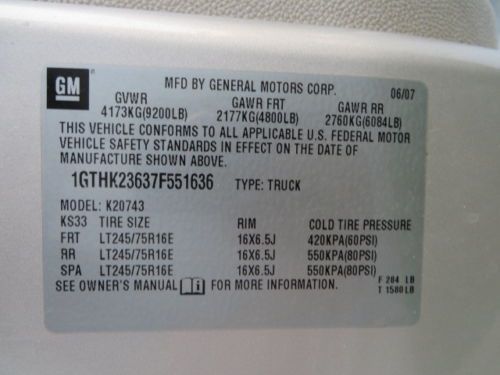 GM
MFD BY GENERAL MOTORS CORP. 06/07
GVWR GAWR FRT GAWR RR
4173KG(9200LB) 2177KG(4800LB) 2760KG(6084LB)
THIS VEHICLE CONFORMS TO ALL APPLICABLE U.S. FEDERAL MOTOR
VEHICLE SAFETY STANDARDS IN EFFECT ON THE DATE OF
MANUFACTURE SHOWN ABOVE.
1GTHK23637F551636 TYPE: TRUCK
MODEL: K20743
KS33 TIRE SIZE RIM COLD TIRE PRESSURE
FRT LT245/75R16E 16X6.5J 420KPA(60PSI)
RR LT245/75R16E 16X6.5J 550KPA(80PSI)
SPA LT245/75R16E 16X6.5J 550KPA(80PSI)
SEE OWNER'S MANUAL i FOR MORE INFORMATION.
F 284 LB
T 1580 LB